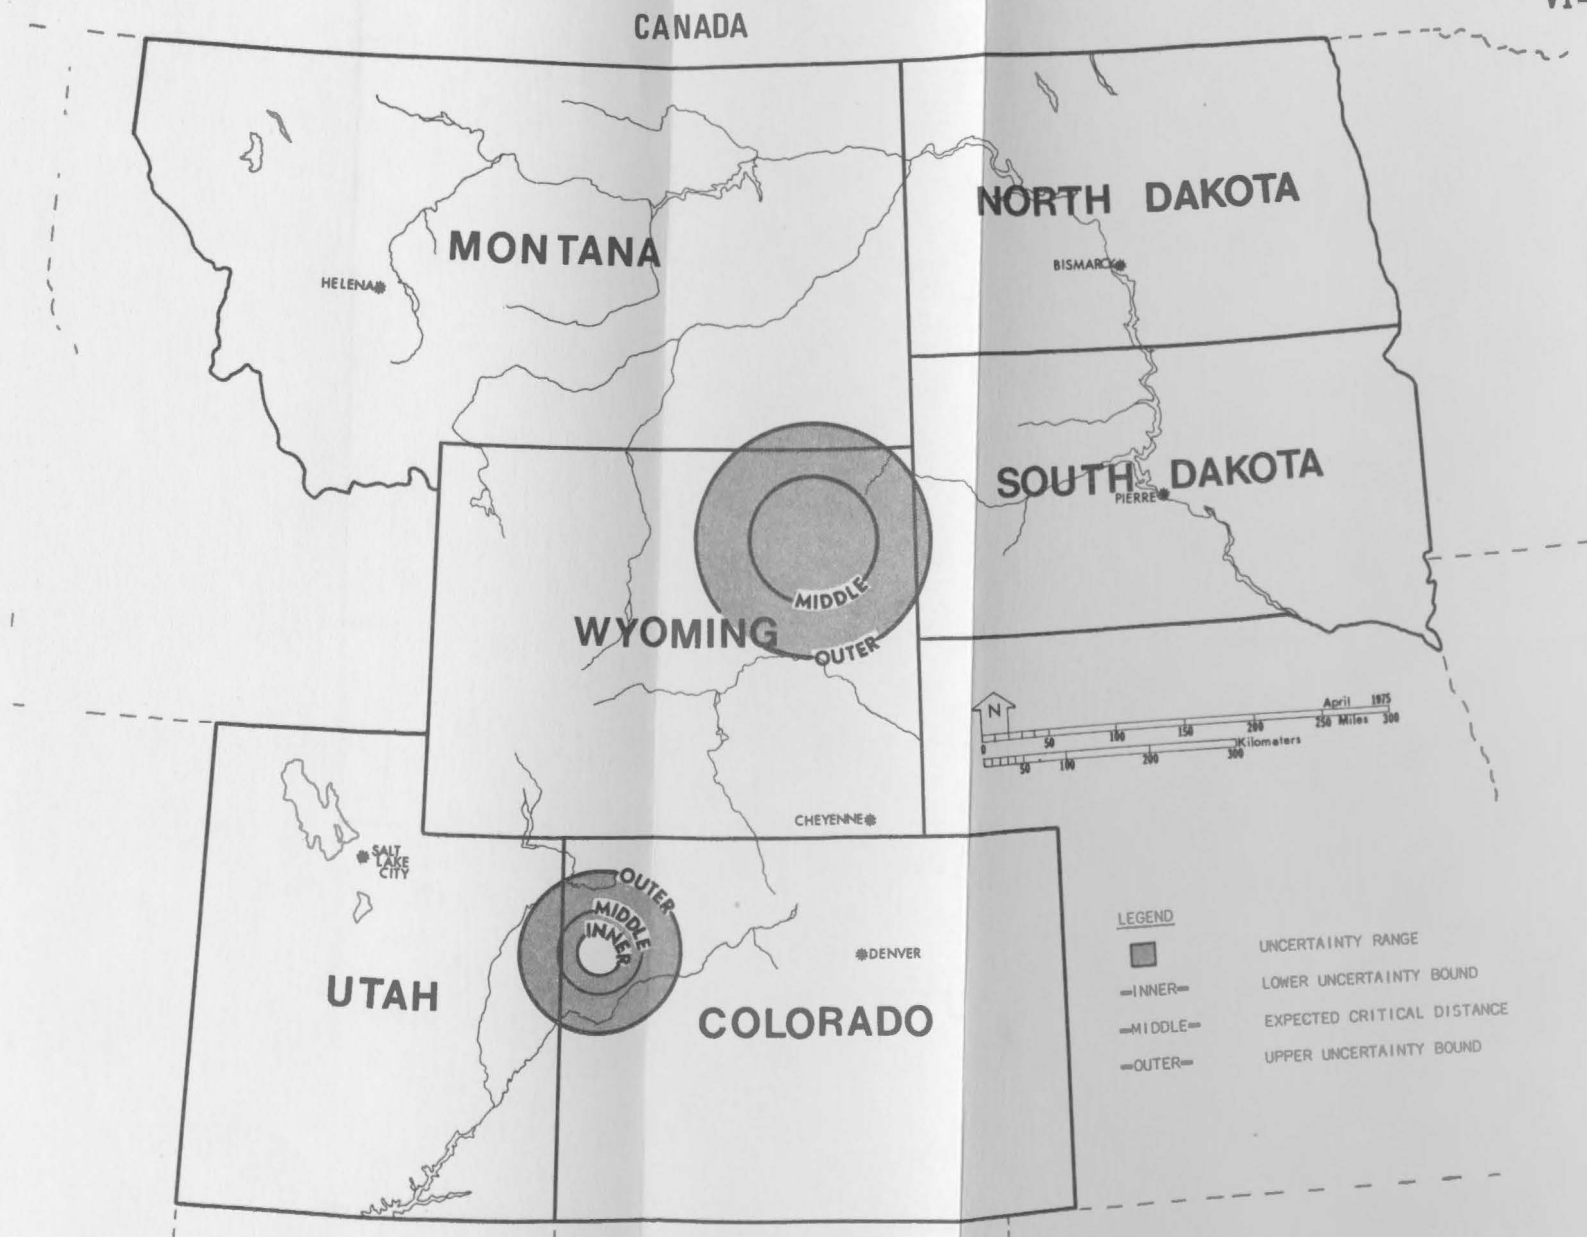 CANADA
NORTH DAKOTA
MONTANA
BISMARCK
HELENA
SOUTH DAKOTA
PIERRE
MIDDLE
WYOMING
OUTER
April 1975
N
0 50 100 150 200 250 Miles 300
50 100 200 300 Kilometers
CHEYENNE
SALT
LAKE
CITY
OUTER
MIDDLE
INNER
DENVER
UTAH
COLORADO
LEGEND
UNCERTAINTY RANGE
INNER LOWER UNCERTAINTY BOUND
MIDDLE EXPECTED CRITICAL DISTANCE
OUTER UPPER UNCERTAINTY BOUND